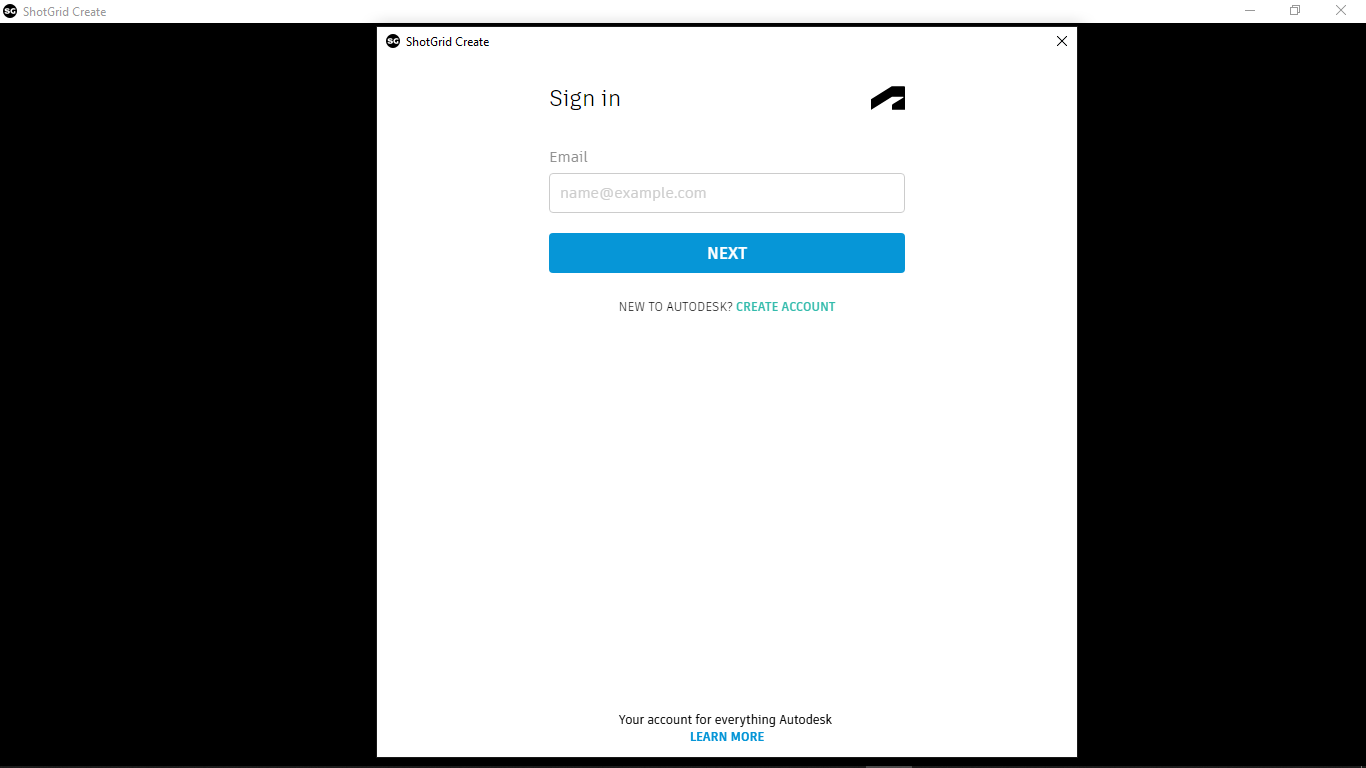 SG ShotGrid Create
SG ShotGrid Create
Sign in
Email
name@example.com
NEXT
NEW TO AUTODESK? CREATE ACCOUNT
Your account for everything Autodesk
LEARN MORE